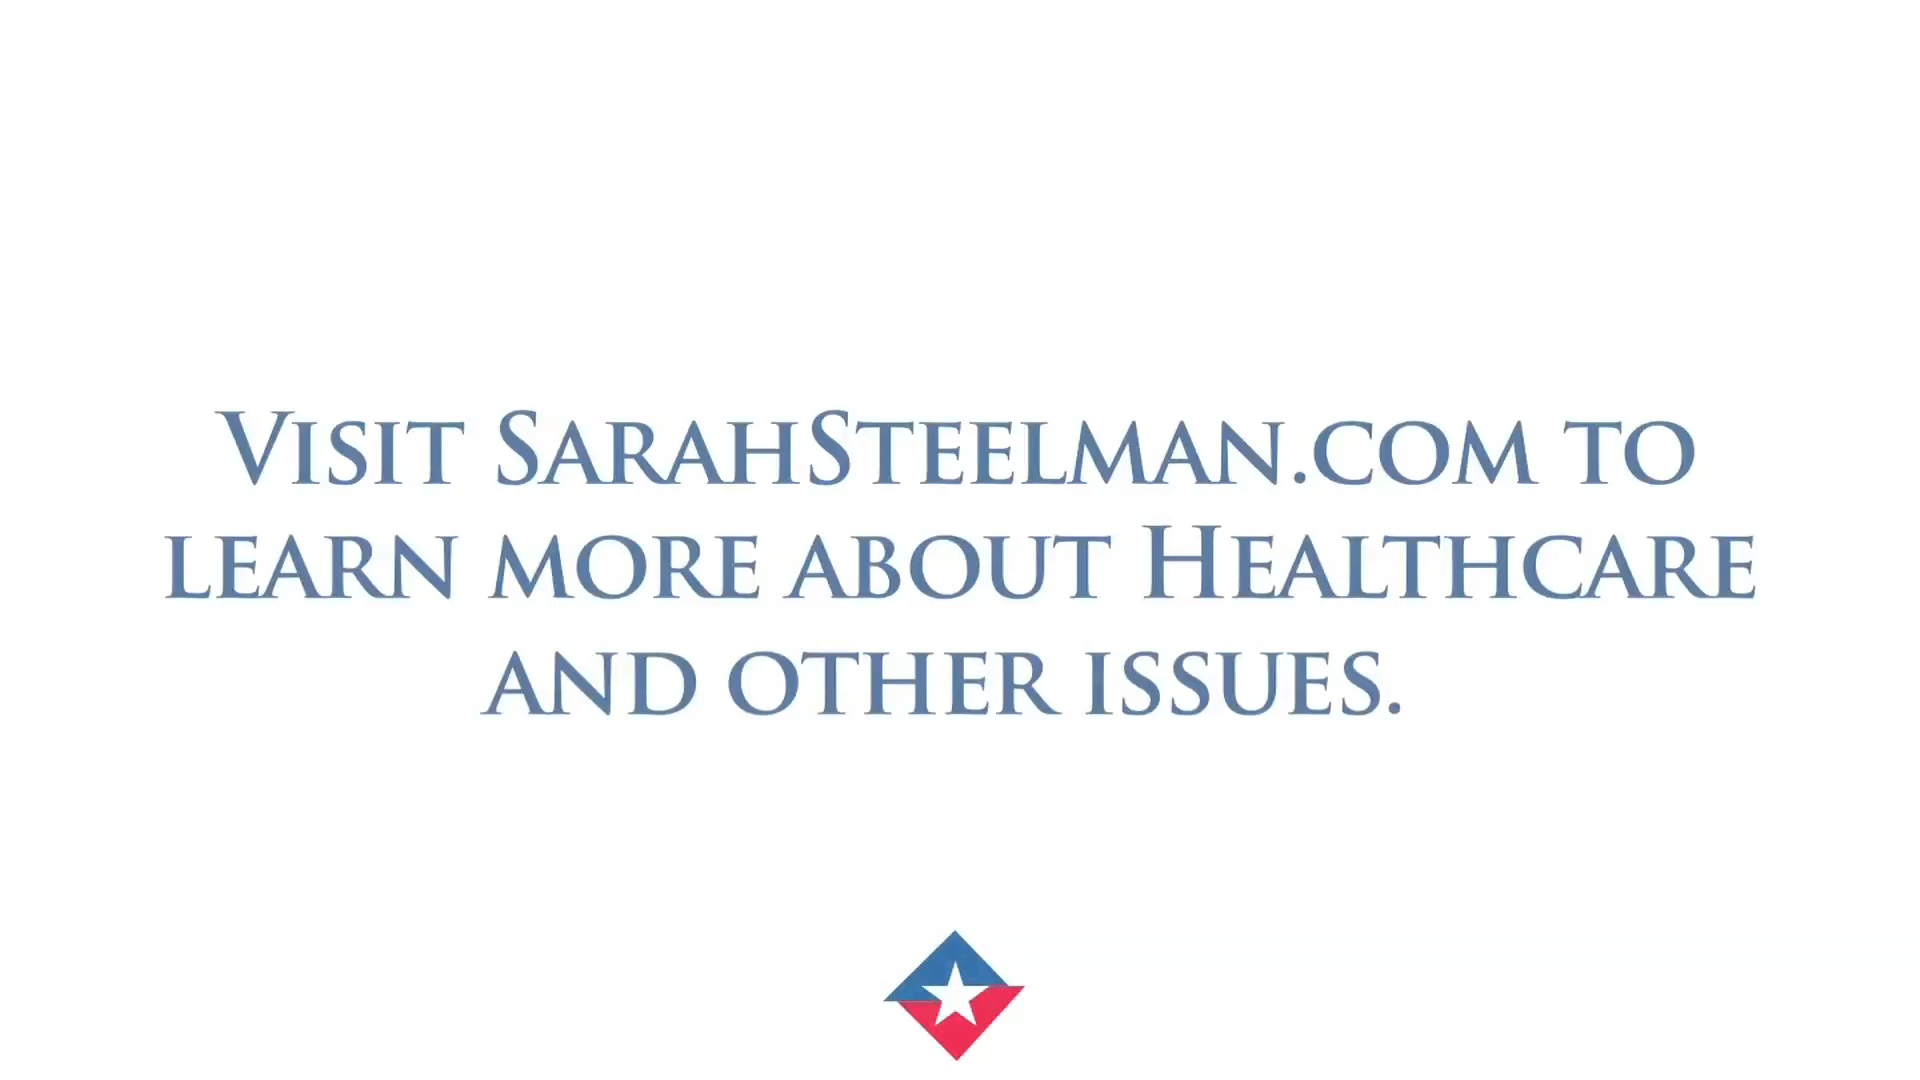 Visit SarahSteelman.com to
learn more about Healthcare
and other issues.